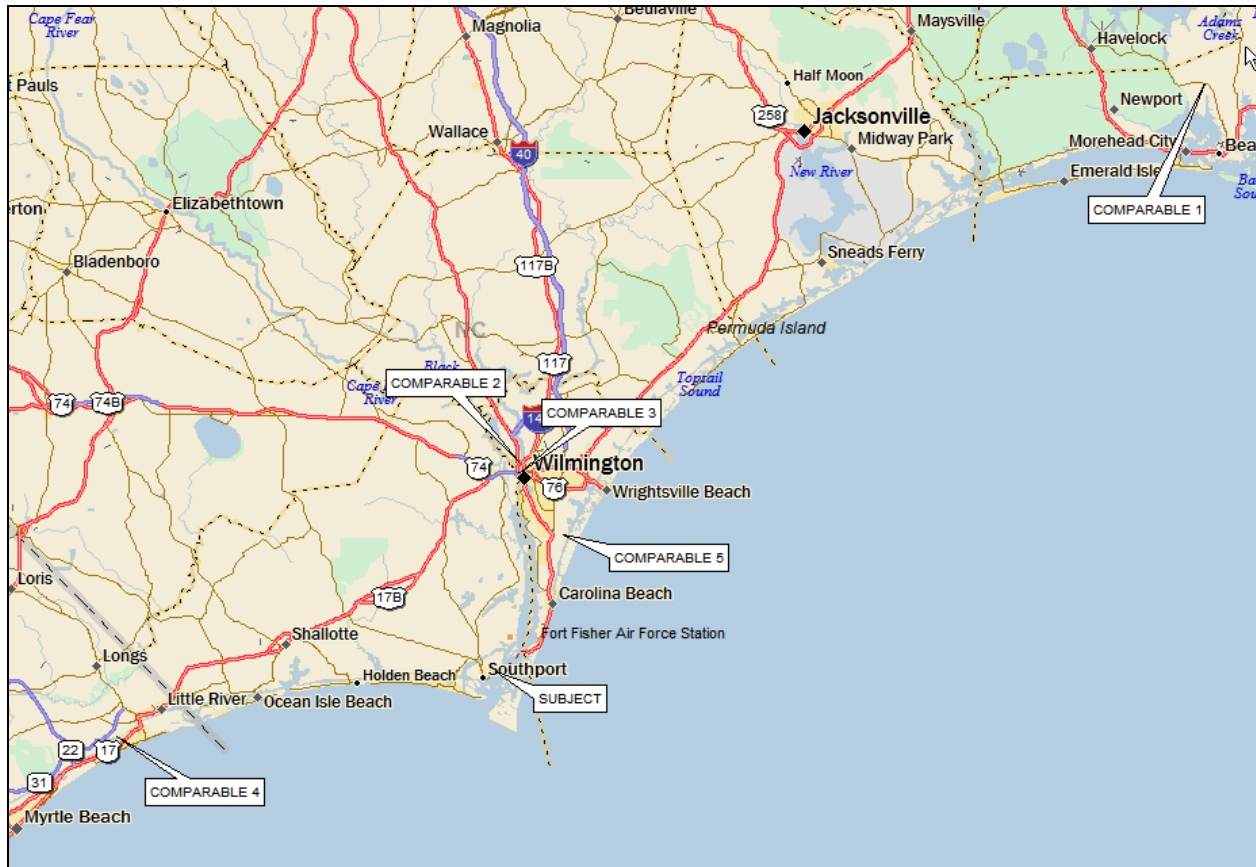 Cape Fear
River
Magnolia
Beulaville
Maysville
Adams
Creek
Havelock
Half Moon
Newport
258
Jacksonville
Wallace
40
Midway Park
Morehead City
New River
Emerald Isle
Elizabethtown
COMPARABLE 1
Bladenboro
117B
Sneads Ferry
NC
Permuda Island
117
Black
COMPARABLE 2
Cape
River
Topsail
Sound
74
74B
COMPARABLE 3
74
Wilmington
76
Wrightsville Beach
COMPARABLE 5
Loris
17B
Carolina Beach
Shallotte
Fort Fisher Air Force Station
Longs
Holden Beach
Southport
Little River
Ocean Isle Beach
SUBJECT
22
17
31
COMPARABLE 4
Myrtle Beach